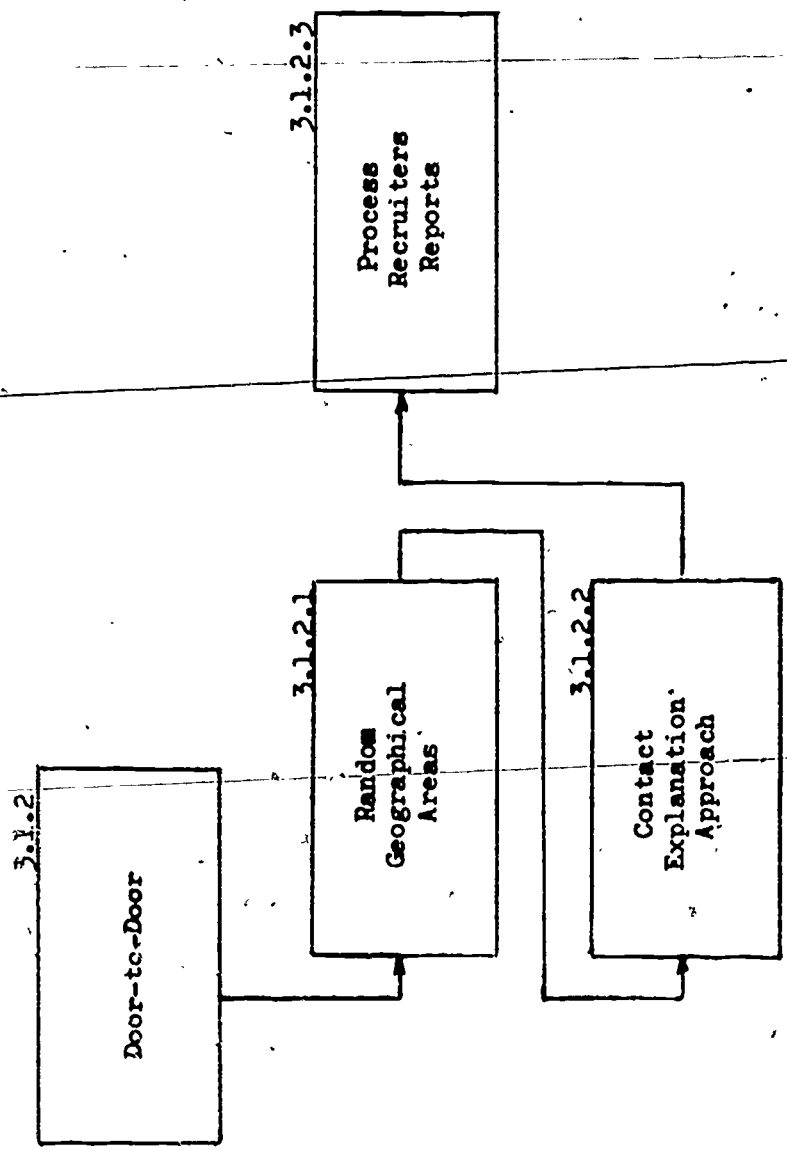 3.1.2
Door-to-Door
3.1.2.1
Random
Geographical
Areas
3.1.2.2
Contact
Explanation
Approach
3.1.2.3
Process
Recruiters
Reports